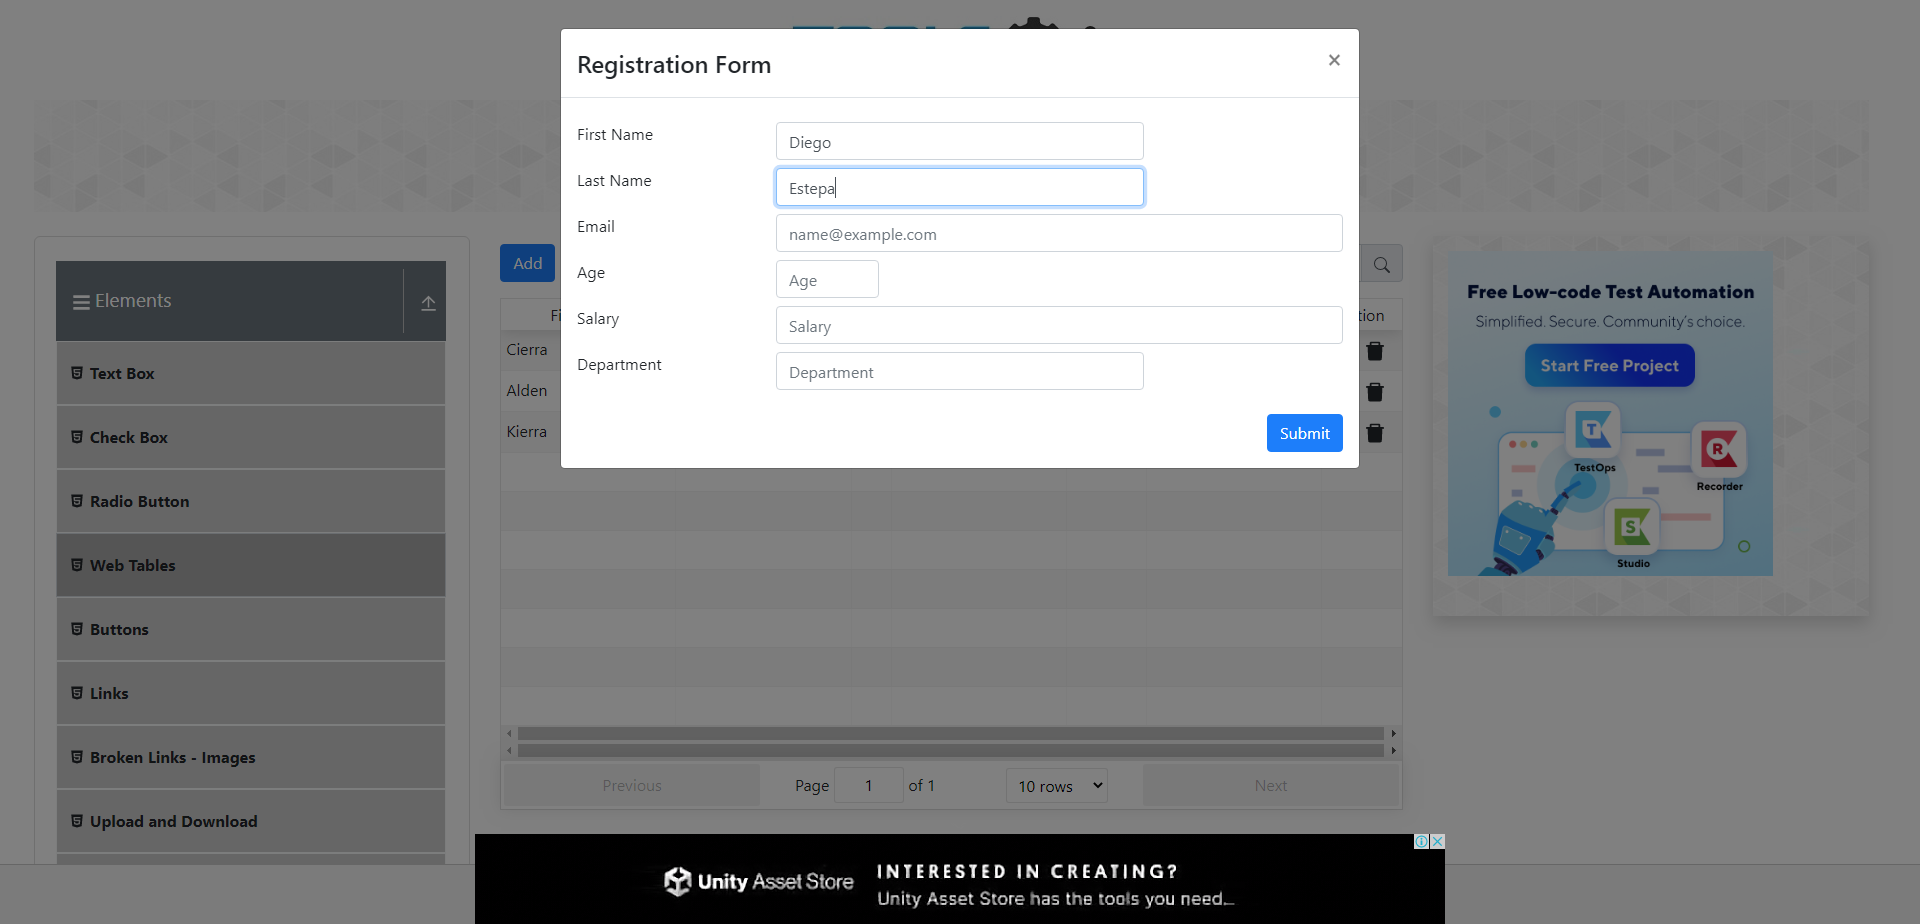 Registration Form
×
First Name
Diego
Last Name
Estepa
Email
name@example.com
Age
Age
Salary
Salary
Department
Department
Submit
Elements
Text Box
Check Box
Radio Button
Web Tables
Buttons
Links
Broken Links - Images
Upload and Download
Add
Fi
tion
Cierra
Alden
Kierra
Previous
Page 1 of 1
10 rows
Next
Free Low-code Test Automation
Simplified. Secure. Community's choice.
Start Free Project
T
TestOps
R
Recorder
S
Studio
Unity Asset Store
INTERESTED IN CREATING?
Unity Asset Store has the tools you need...